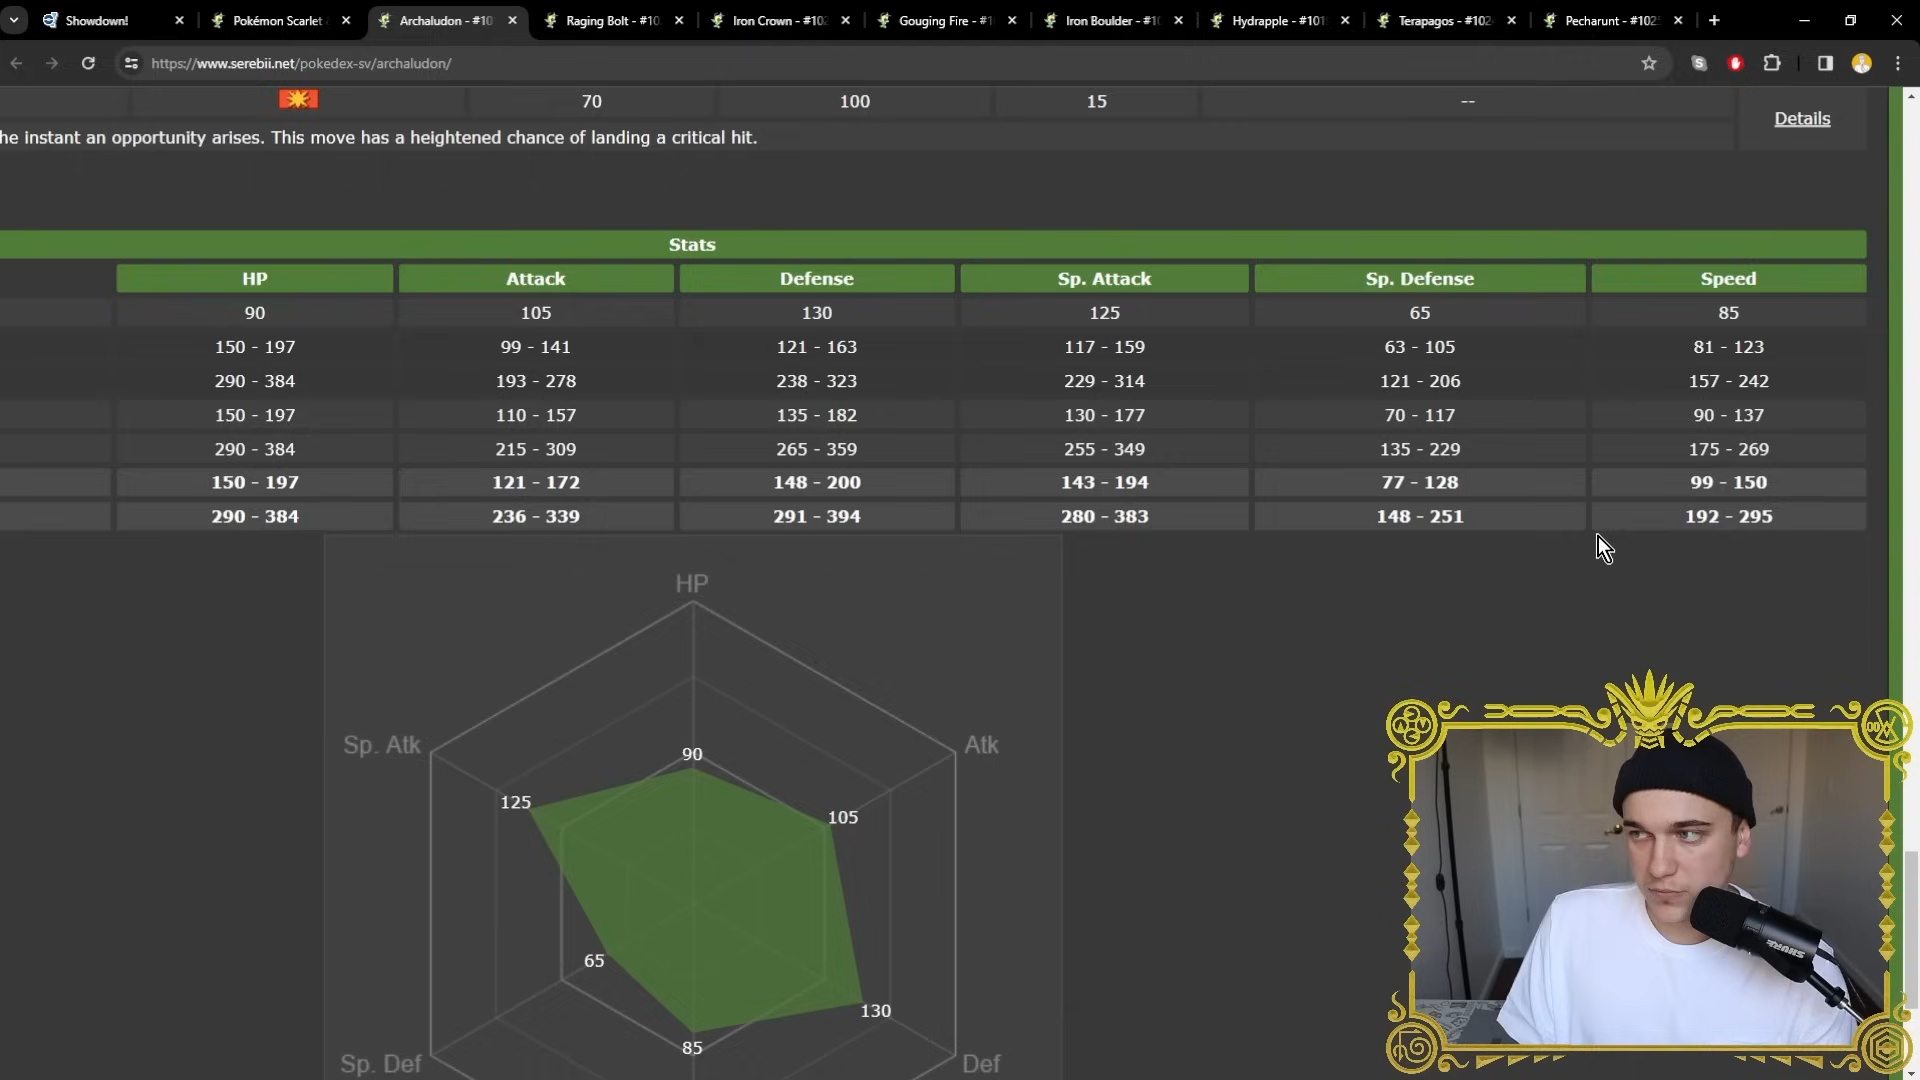 Showdown!
Pokémon Scarlet
Archaludon - #10
Raging Bolt - #10
Iron Crown - #102
Gouging Fire - #1
Iron Boulder - #10
Hydrapple - #101
Terapagos - #102
Pecharunt - #1025
https://www.serebii.net/pokedex-sv/archaludon/
70 100 15 --
Details
he instant an opportunity arises. This move has a heightened chance of landing a critical hit.
Stats
HP Attack Defense Sp. Attack Sp. Defense Speed
90 105 130 125 65 85
150 - 197 99 - 141 121 - 163 117 - 159 63 - 105 81 - 123
290 - 384 193 - 278 238 - 323 229 - 314 121 - 206 157 - 242
150 - 197 110 - 157 135 - 182 130 - 177 70 - 117 90 - 137
290 - 384 215 - 309 265 - 359 255 - 349 135 - 229 175 - 269
150 - 197 121 - 172 148 - 200 143 - 194 77 - 128 99 - 150
290 - 384 236 - 339 291 - 394 280 - 383 148 - 251 192 - 295
HP
Sp. Atk
Atk
90
125
105
65
130
85
Sp. Def
Def
SHURE